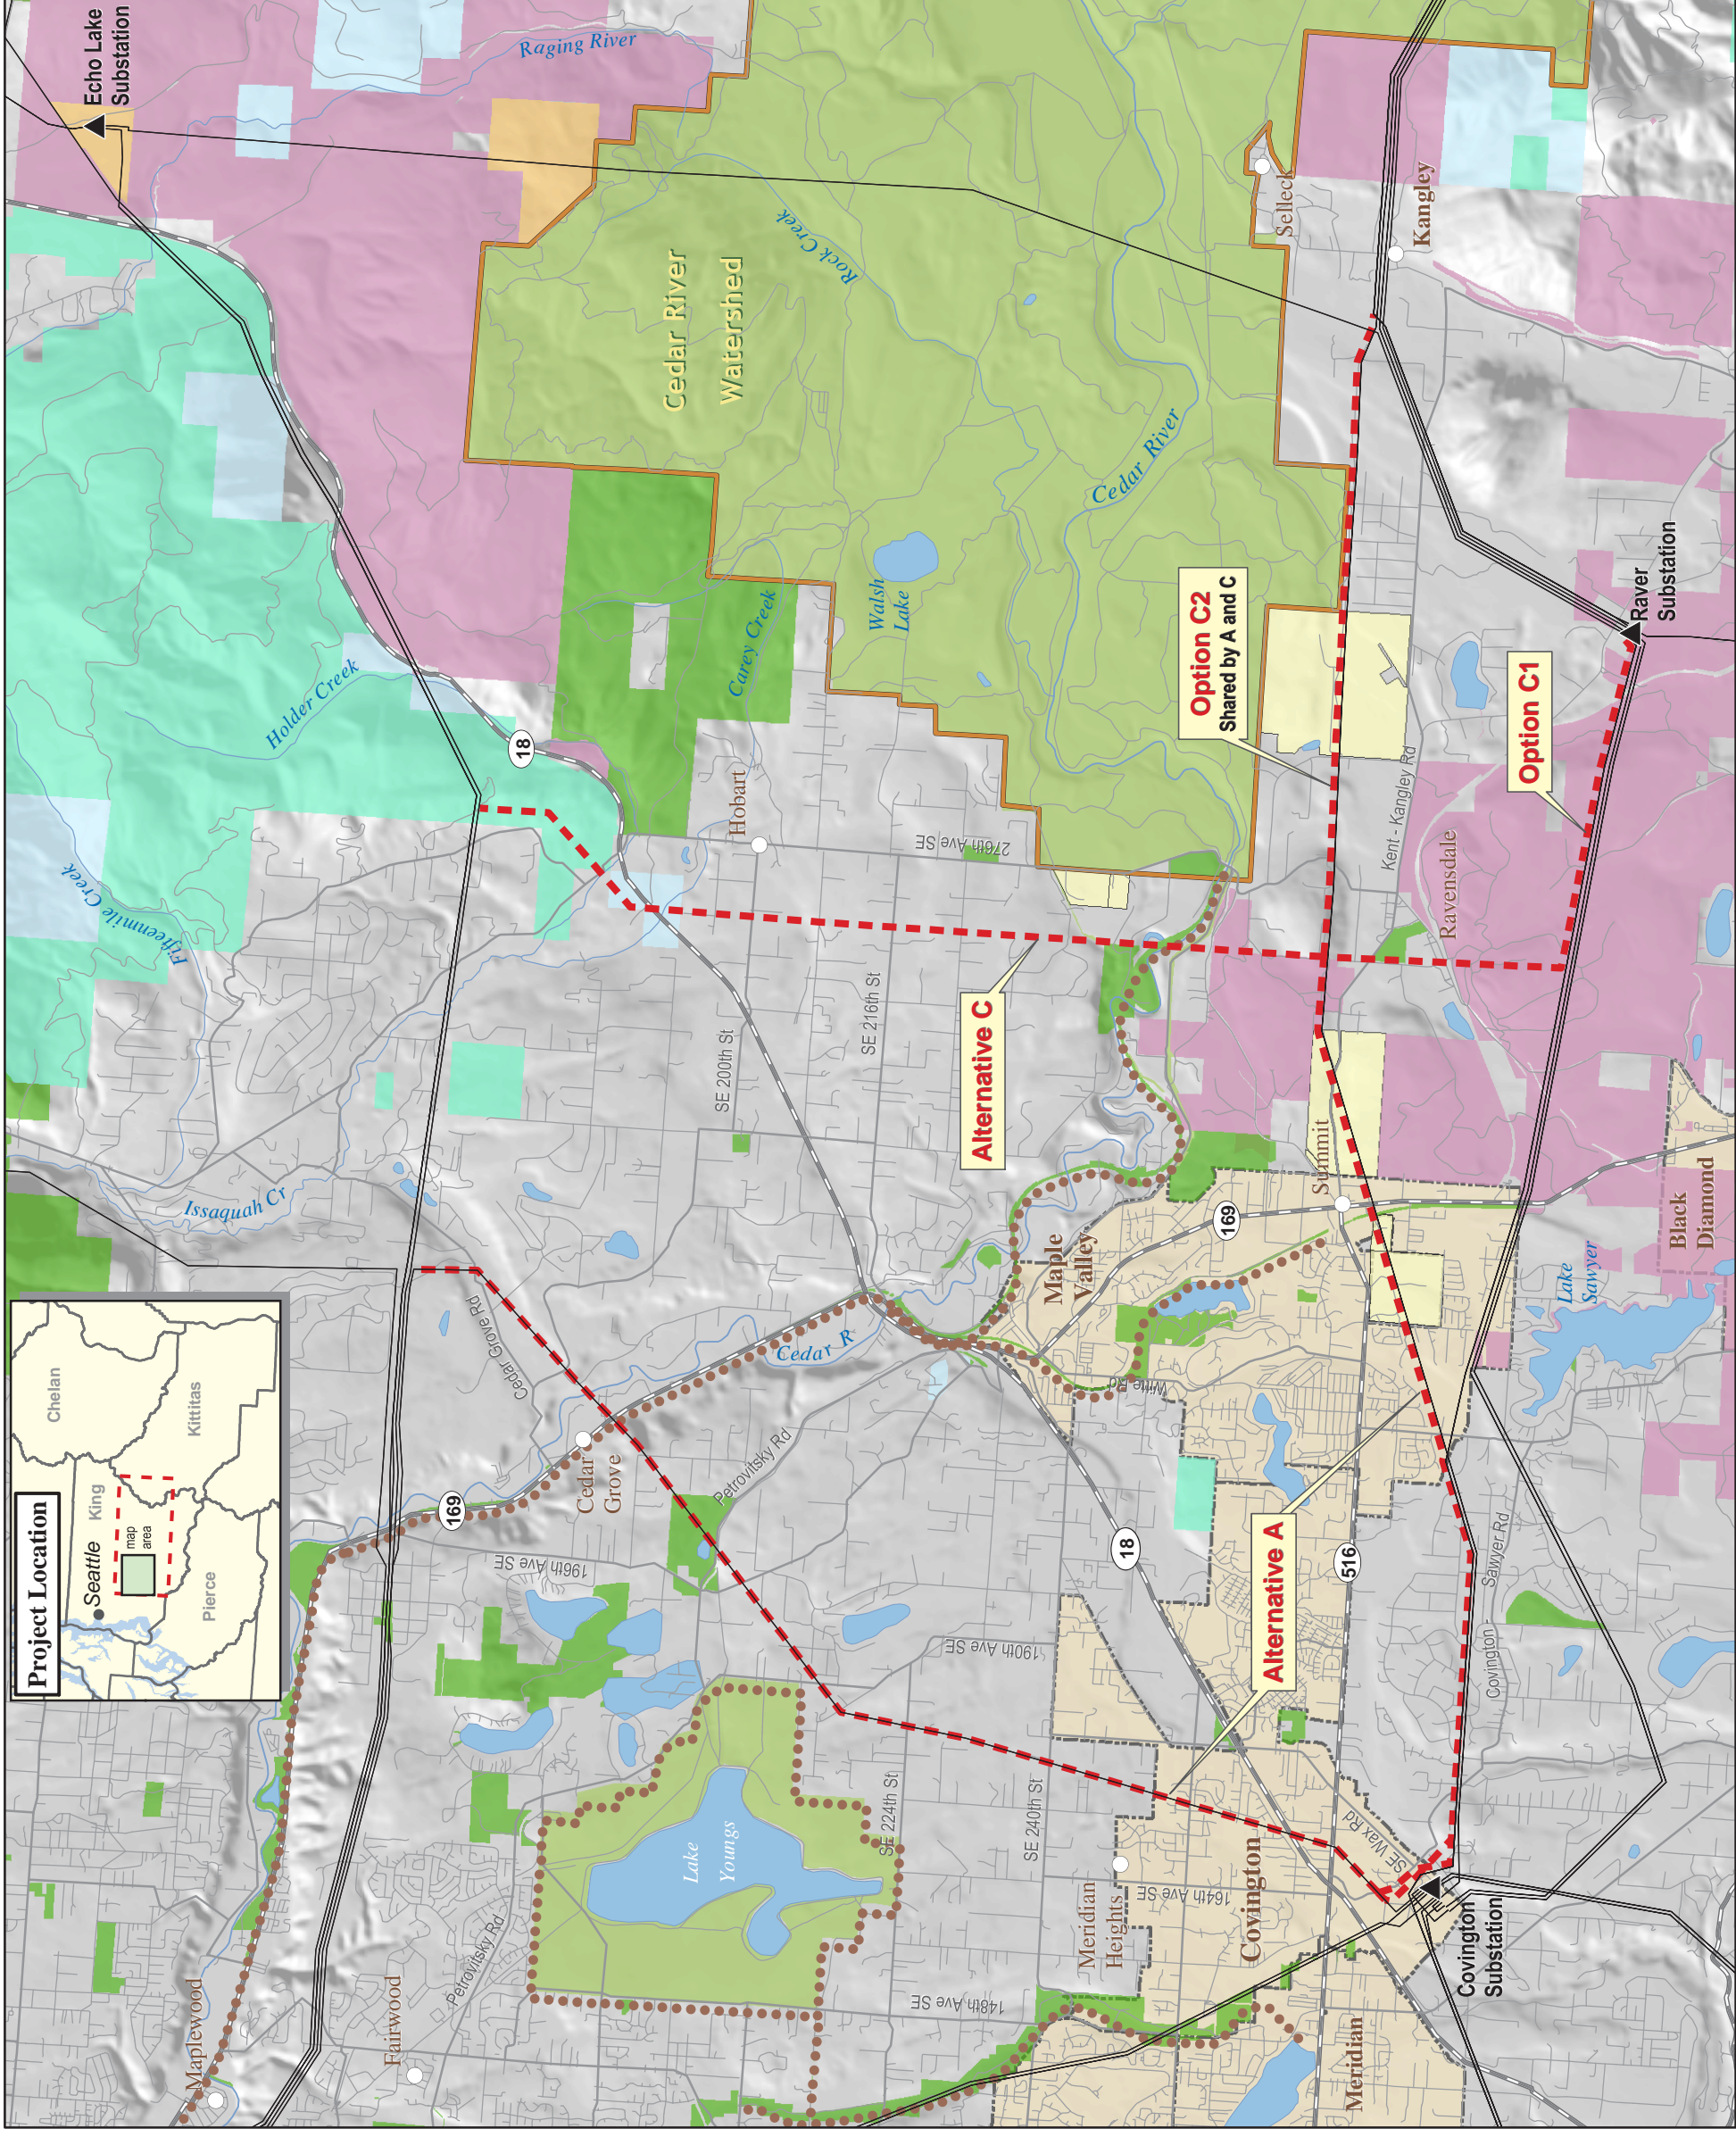 Project Location
Chelan
King
Kittitas
Seattle
map
area
Pierce
Echo Lake
Substation
Raging River
Cedar River
Watershed
Rock Creek
Selleck
Kangley
Cedar River
Walsh
Lake
Carey Creek
Holder Creek
Fifteenmile Creek
Issaquah Cr
18
Hobart
276th Ave SE
SE 200th St
SE 216th St
Alternative C
Option C2
Shared by A and C
Option C1
Raver
Substation
Kent - Kangley Rd
Ravensdale
Summit
169
Maple
Valley
Black
Diamond
Lake
Sawyer
Witte Rd
Cedar R
Cedar Grove Rd
Cedar
Grove
169
196th Ave SE
Petrovitsky Rd
190th Ave SE
18
516
Covington -
Sawyer Rd
Alternative A
SE Wax Rd
SE 224th St
SE 240th St
Lake
Youngs
Meridian
Heights
164th Ave SE
Covington
Covington
Substation
148th Ave SE
Meridian
Petrovitsky Rd
Fairwood
Maplewood